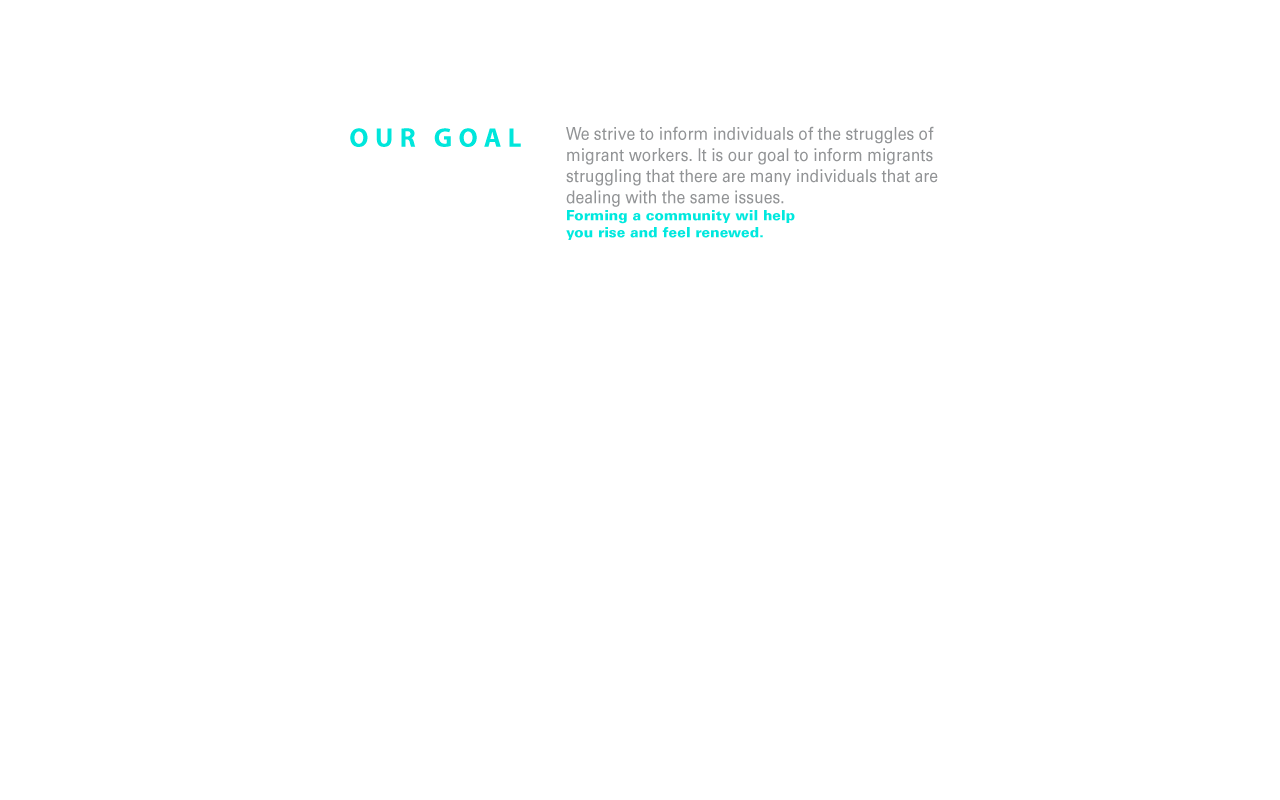 OUR GOAL
We strive to inform individuals of the struggles of
migrant workers. It is our goal to inform migrants
struggling that there are many individuals that are
dealing with the same issues.
Forming a community wil help
you rise and feel renewed.